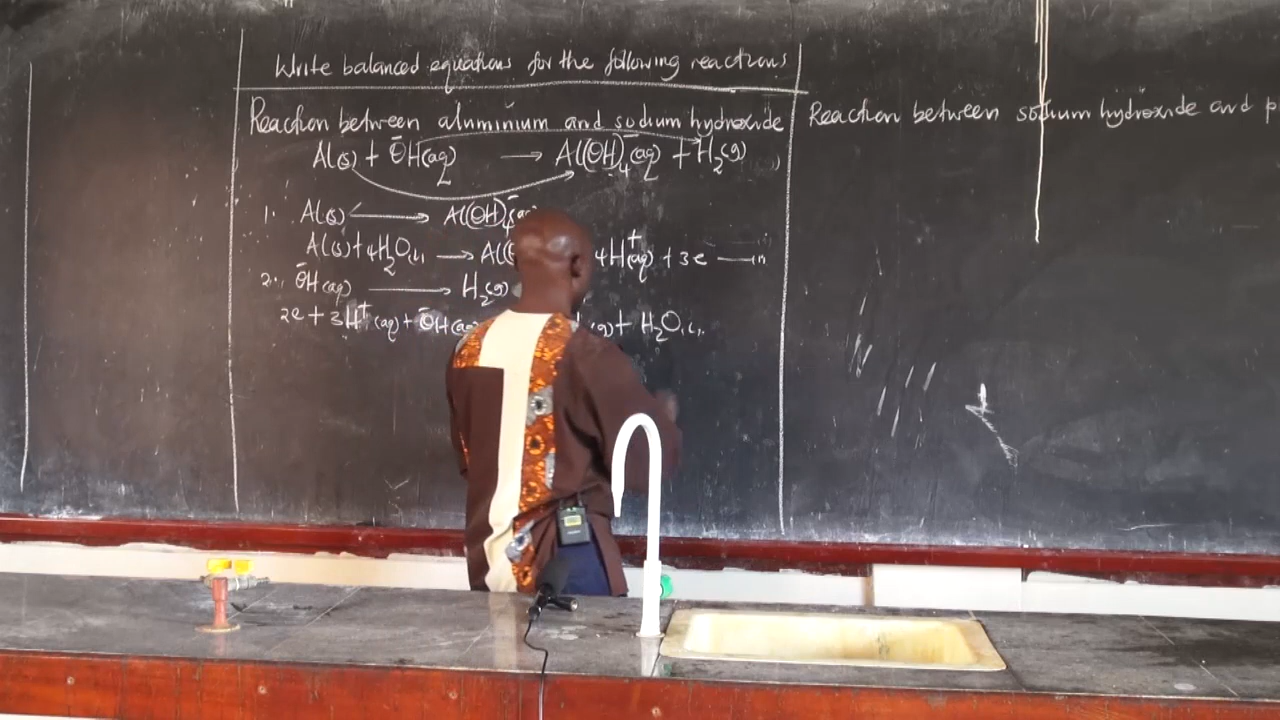 Write balanced equations for the following reactions
Reaction between aluminium and sodium hydroxide
Al(s) + ŌH(aq) → Al(OH)₄⁻(aq) + H₂(g)
1. Al(s) → Al(OH)₄⁻(aq)
Al(s) + 4H₂O(l) → Al( 4H⁺(aq) + 3e —(i)
2. ŌH(aq) → H₂(g)
2e + 3H⁺(aq) + ŌH(aq) (g) + H₂O(l)
Reaction between sodium hydroxide and p